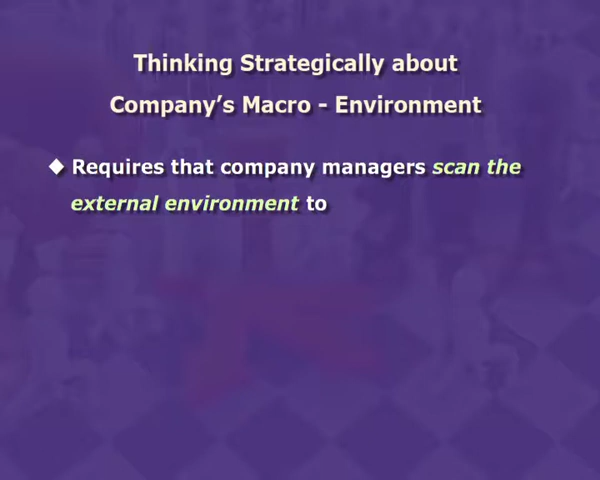 Thinking Strategically about
Company’s Macro - Environment
◆ Requires that company managers scan the
external environment to